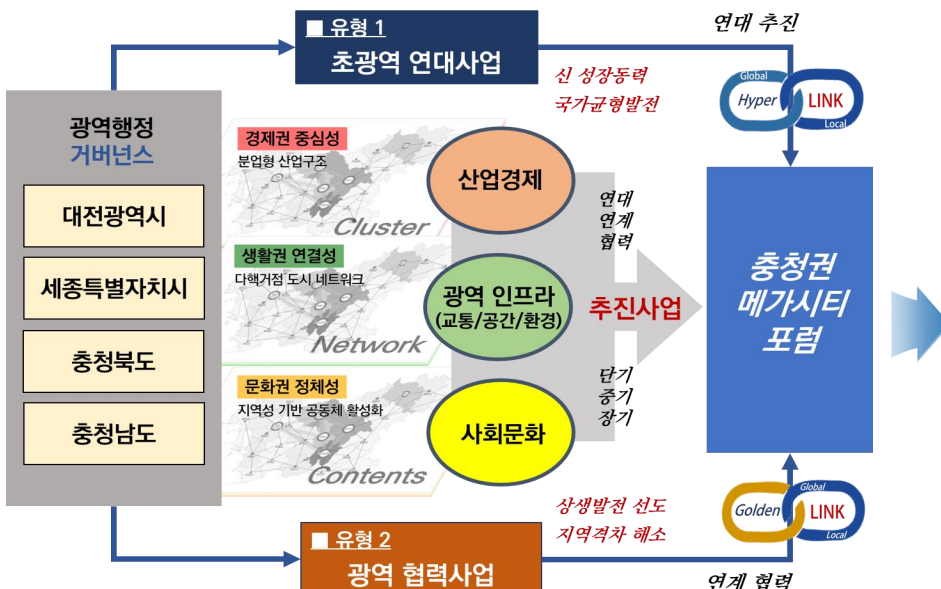 ■ 유형 1
초광역 연대사업
연대 추진
신 성장동력
국가균형발전
Global
Hyper
LINK
Local
광역행정
거버넌스
대전광역시
세종특별자치시
충청북도
충청남도
경제권 중심성
분업형 산업구조
Cluster
산업경제
생활권 연결성
다핵거점 도시 네트워크
Network
광역 인프라
(교통/공간/환경)
문화권 정체성
지역성 기반 공동체 활성화
Contents
사회문화
연대
연계
협력
추진사업
단기
중기
장기
충청권
메가시티
포럼
상생발전 선도
지역격차 해소
Global
Golden
LINK
Local
■ 유형 2
광역 협력사업
연계 협력